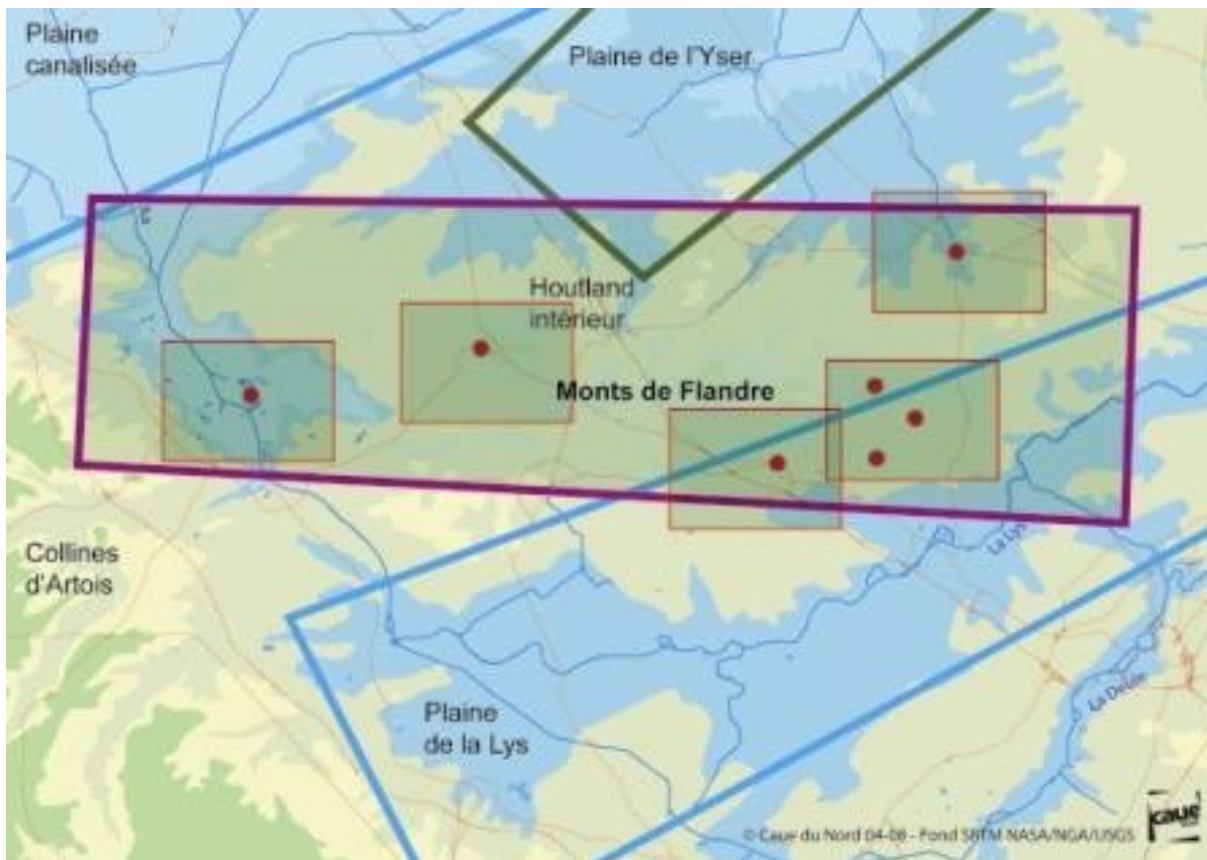 Plaine
canalisée
Plaine de l'Yser
Houtland
intérieur
Monts de Flandre
Collines
d'Artois
La Lys
Plaine
de la Lys
La Deûle
© Caue du Nord 04-08 - Fond SRTM NASA/NGA/USGS
caue